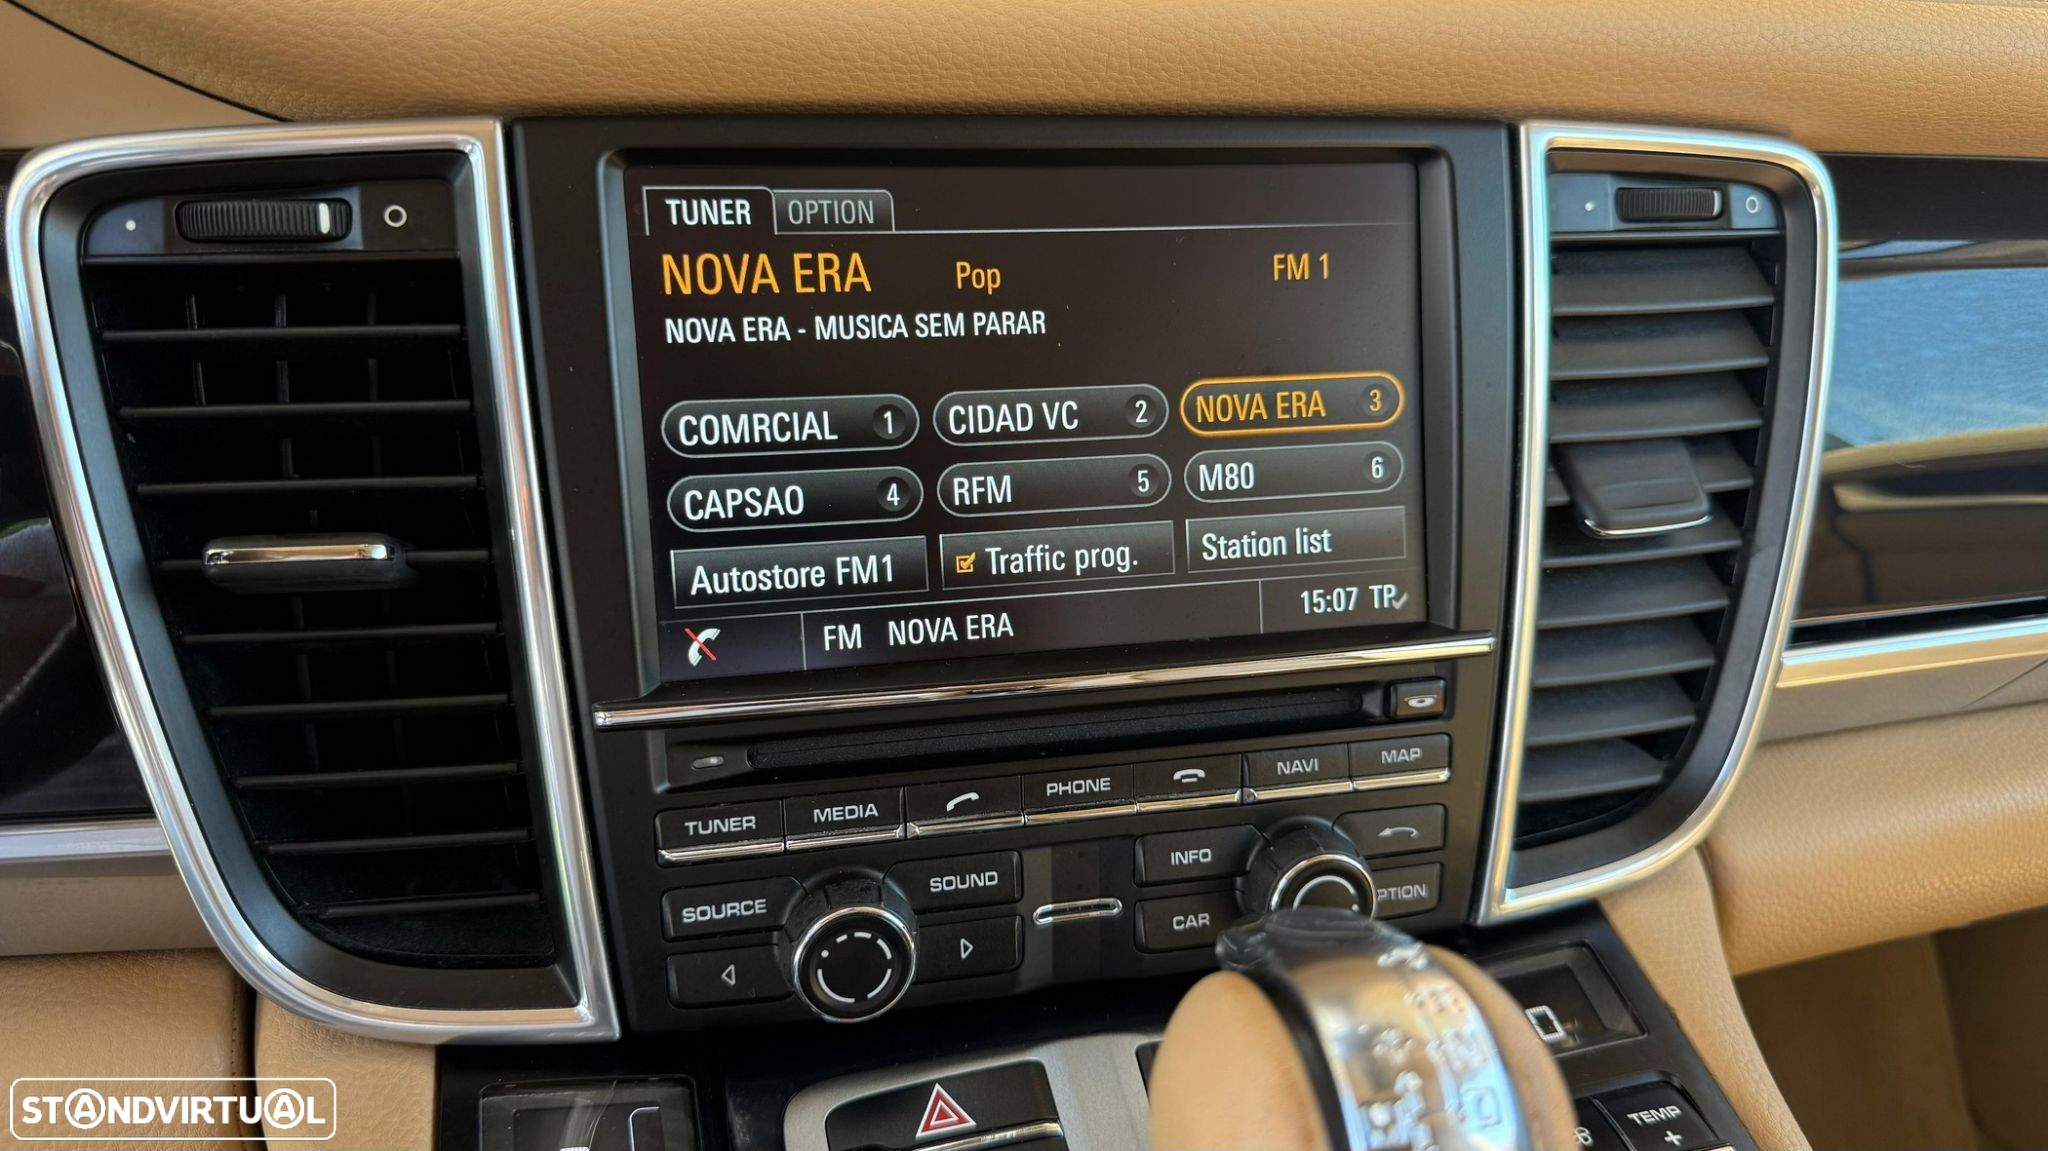 TUNER OPTION
NOVA ERA Pop FM 1
NOVA ERA - MUSICA SEM PARAR
COMRCIAL 1 CIDAD VC 2 NOVA ERA 3
CAPSAO 4 RFM 5 M80 6
Autostore FM1 Traffic prog. Station list
FM NOVA ERA 15:07 TP
TUNER MEDIA PHONE NAVI MAP
SOURCE SOUND INFO
CAR PTION
TEMP
+
STANDVIRTUAL